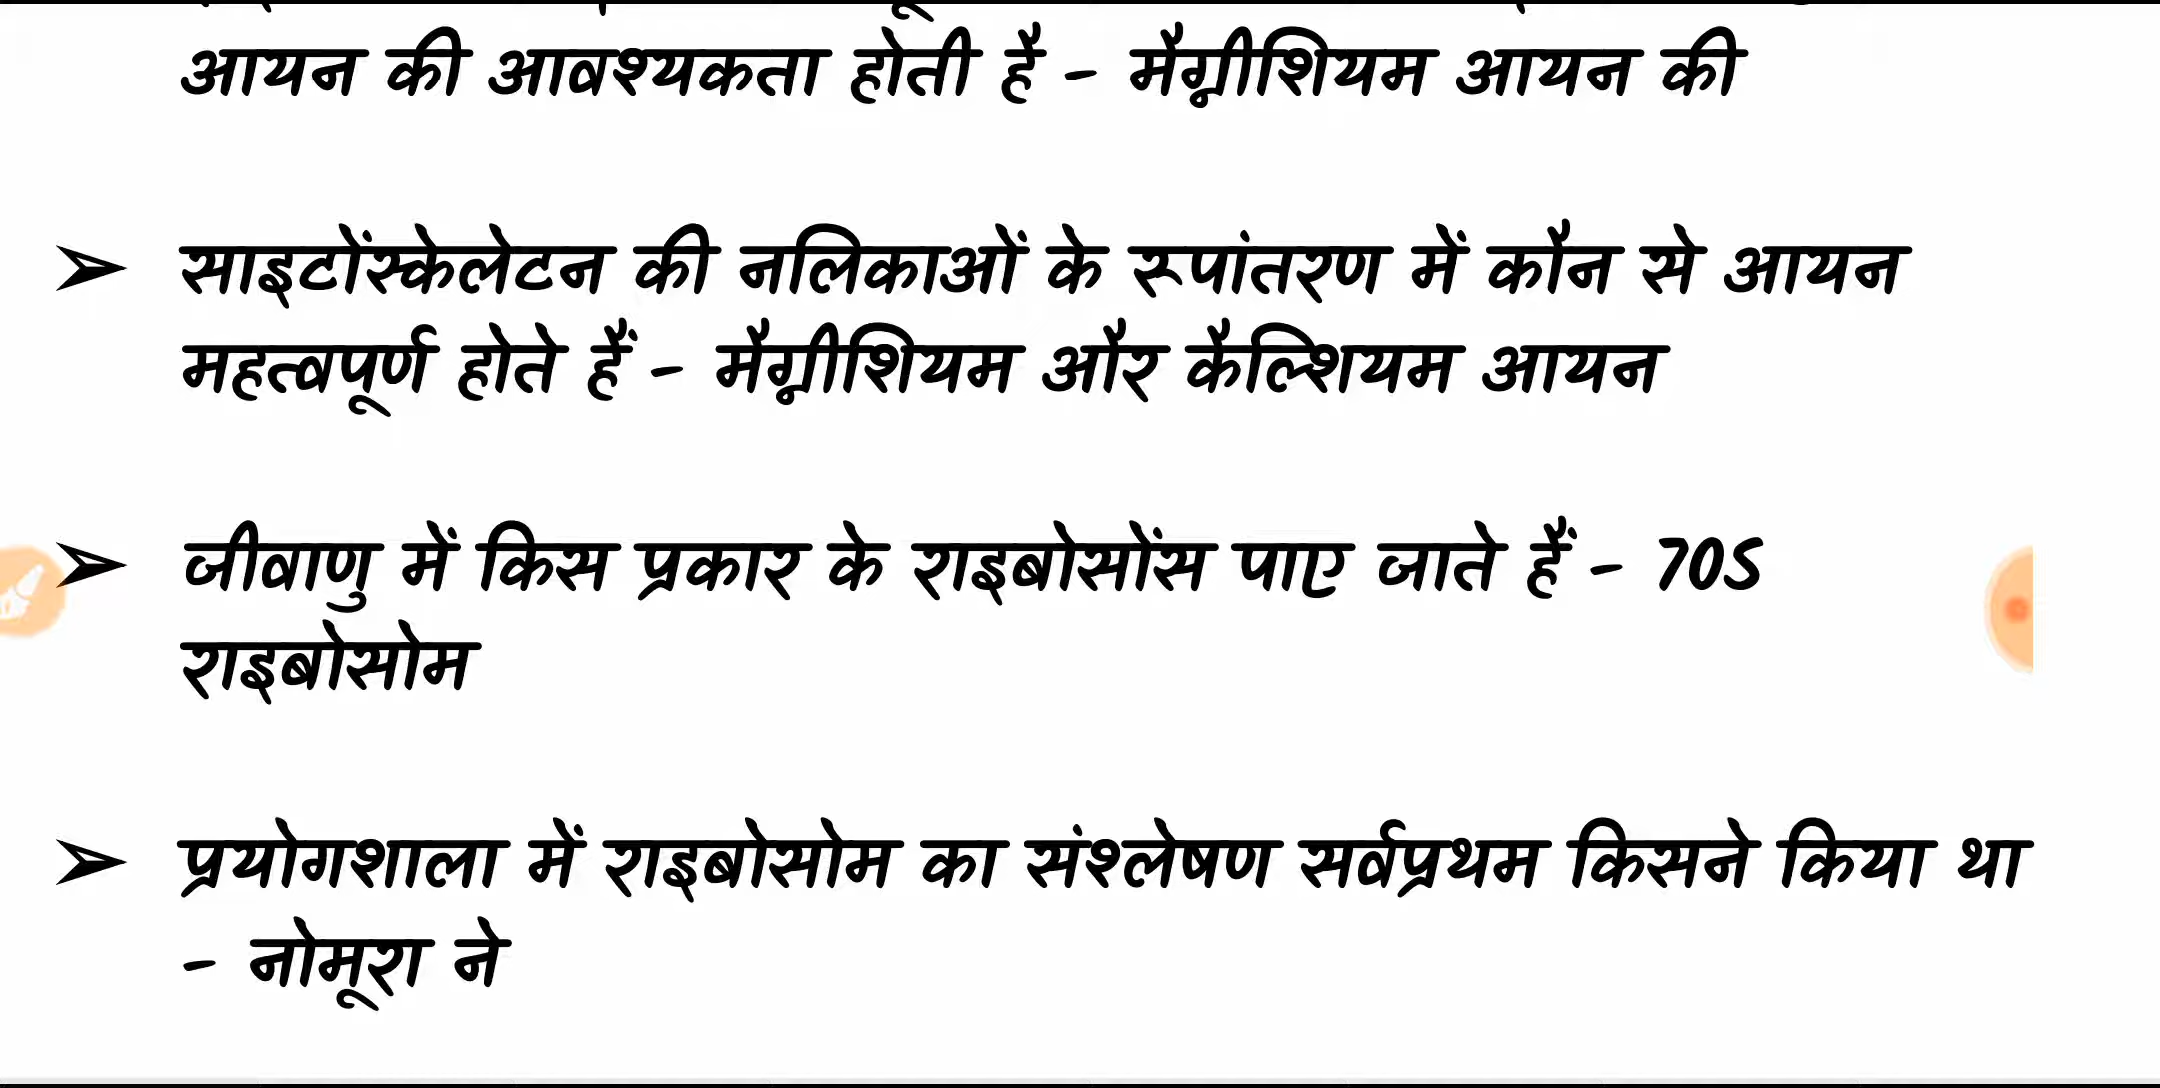 आयन की आवश्यकता होती है - मैग्नीशियम आयन की
➢ साइटोंस्केलेटन की नलिकाओं के रूपांतरण में कौन से आयन
महत्वपूर्ण होते हैं - मैग्नीशियम और कैल्शियम आयन
➢ जीवाणु में किस प्रकार के राइबोसोंस पाए जाते हैं - 70S
राइबोसोम
➢ प्रयोगशाला में राइबोसोम का संश्लेषण सर्वप्रथम किसने किया था
- नोमूरा ने